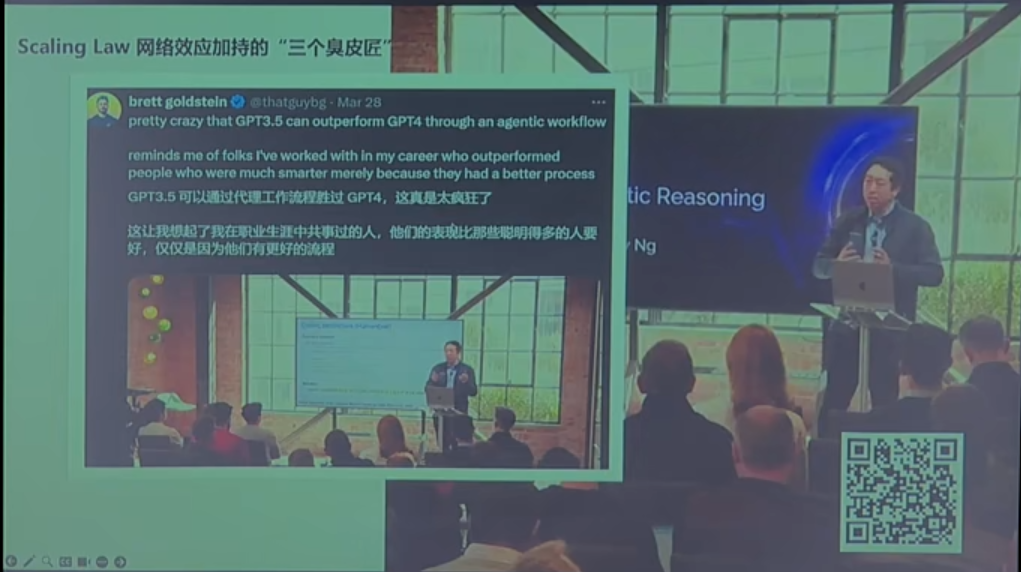 Scaling Law 网络效应加持的“三个臭皮匠”
brett goldstein @thatguybg · Mar 28
pretty crazy that GPT3.5 can outperform GPT4 through an agentic workflow
reminds me of folks I've worked with in my career who outperformed
people who were much smarter merely because they had a better process
GPT3.5 可以通过代理工作流程胜过 GPT4，这真是太疯狂了
这让我想起了我在职业生涯中共事过的人，他们的表现比那些聪明得多的人要
好，仅仅是因为他们有更好的流程
tic Reasoning
Ng